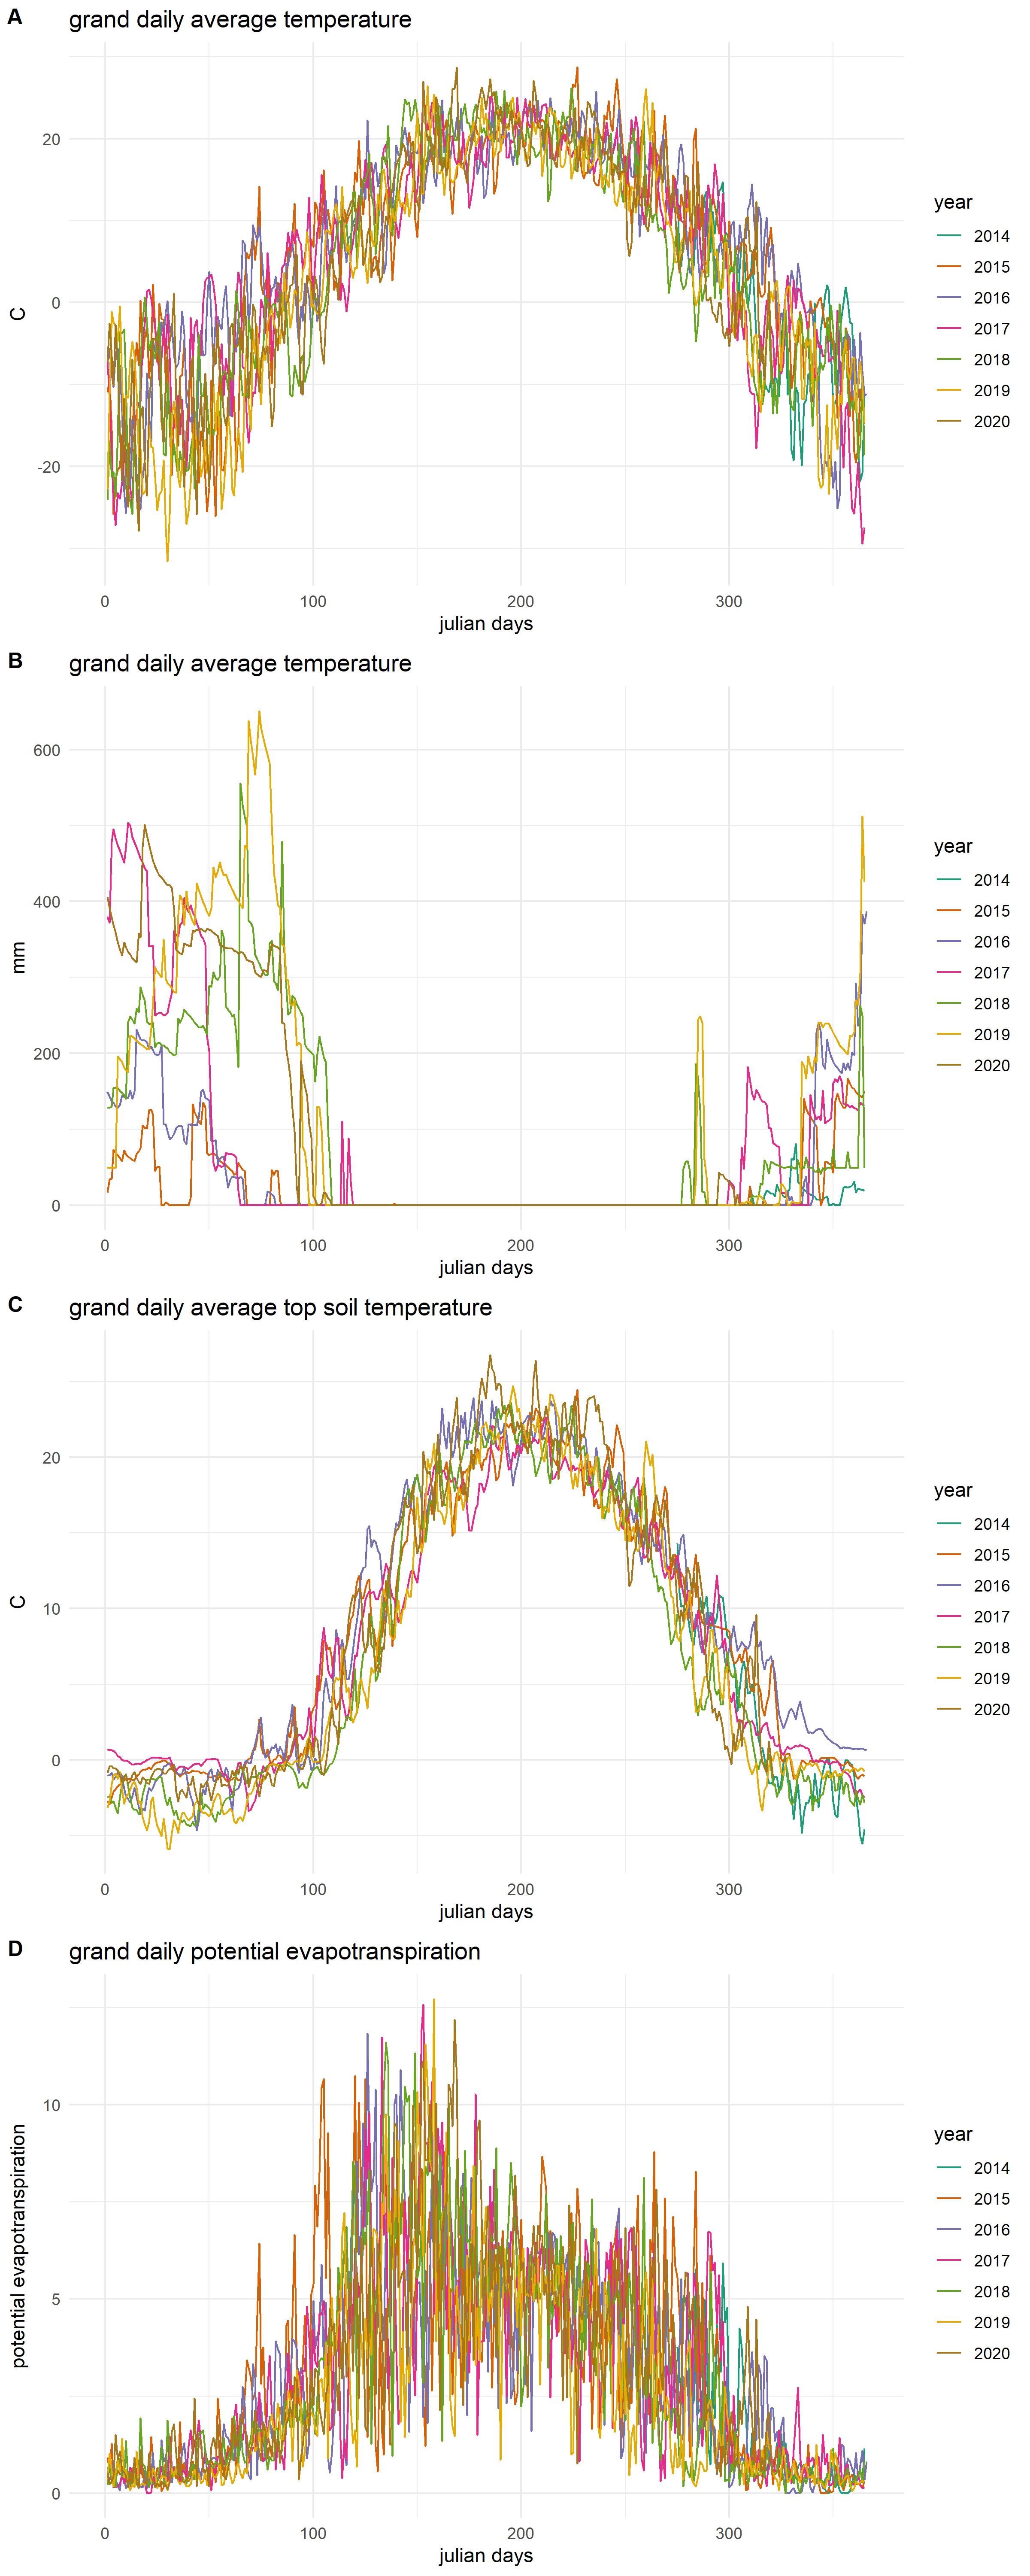 A grand daily average temperature
20
0
-20
C
0 100 200 300
julian days
year
2014
2015
2016
2017
2018
2019
2020
B grand daily average temperature
600
400
200
0
mm
0 100 200 300
julian days
year
2014
2015
2016
2017
2018
2019
2020
C grand daily average top soil temperature
20
10
0
C
0 100 200 300
julian days
year
2014
2015
2016
2017
2018
2019
2020
D grand daily potential evapotranspiration
10
5
0
potential evapotranspiration
0 100 200 300
julian days
year
2014
2015
2016
2017
2018
2019
2020